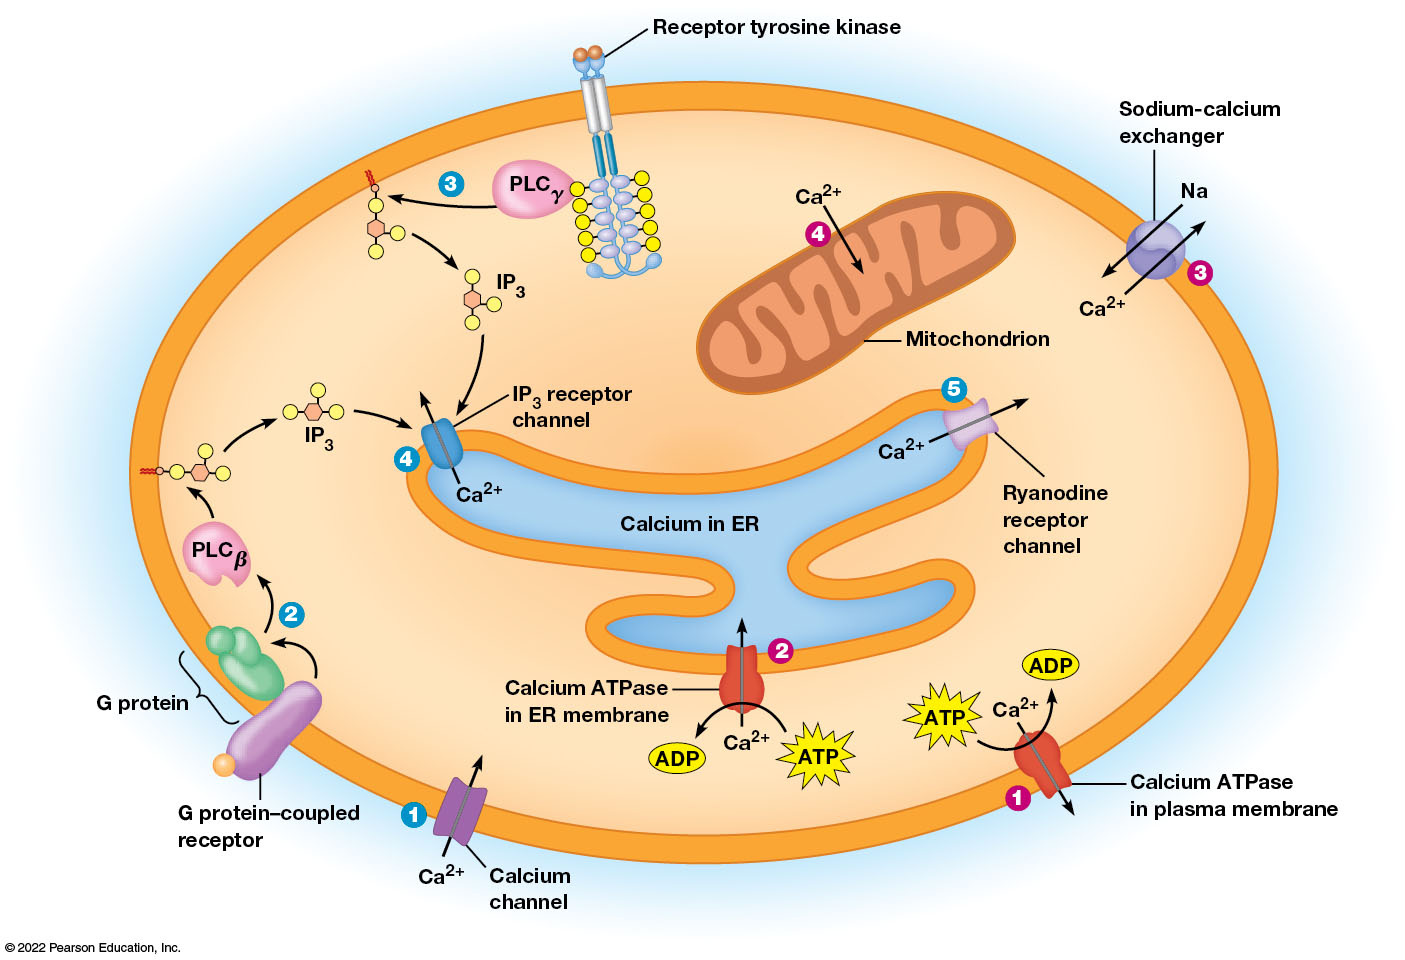 Receptor tyrosine kinase
Sodium-calcium
exchanger
3
PLCγ
Ca2+
Na
4
3
IP3
Ca2+
Mitochondrion
5
IP3 receptor
channel
IP3
Ca2+
4
Ca2+
Ryanodine
receptor
channel
Calcium in ER
PLCβ
2
2
ADP
G protein
Calcium ATPase
in ER membrane
Ca2+
ATP
Ca2+
ADP
ATP
Calcium ATPase
in plasma membrane
1
G protein–coupled
receptor
1
Ca2+
Calcium
channel
© 2022 Pearson Education, Inc.